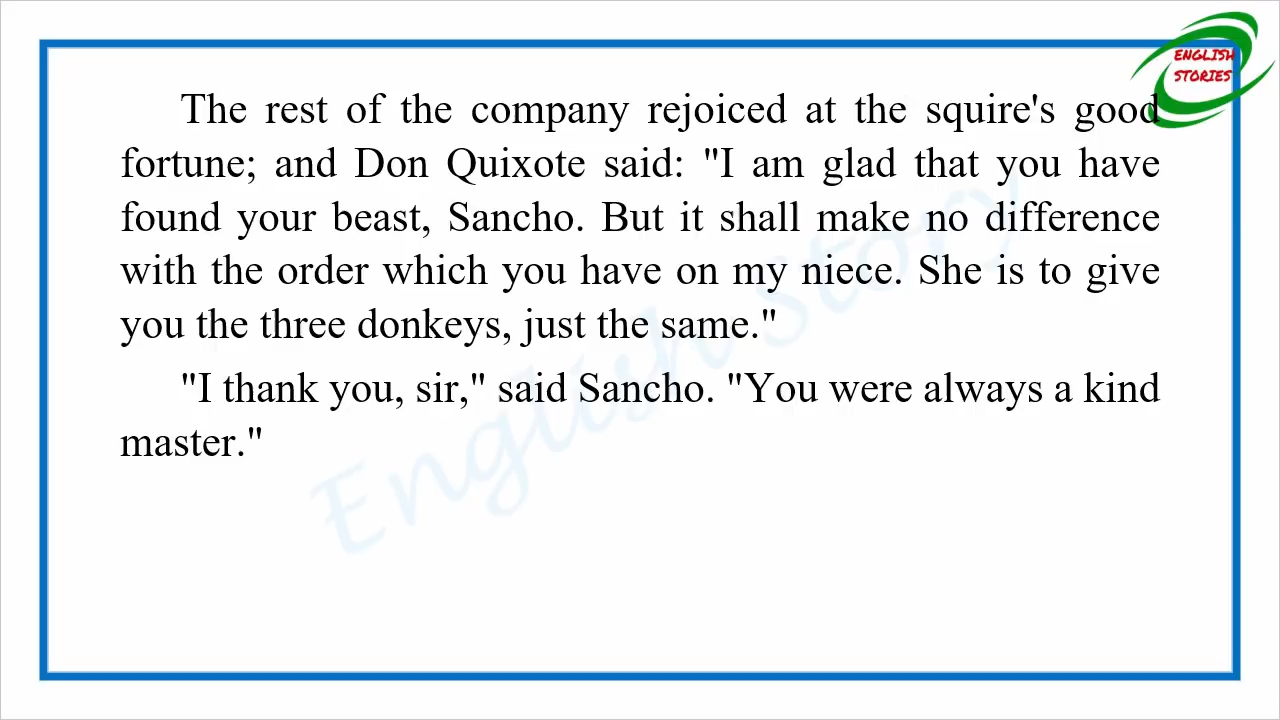 ENGLISH
STORIES
The rest of the company rejoiced at the squire's good
fortune; and Don Quixote said: "I am glad that you have
found your beast, Sancho. But it shall make no difference
with the order which you have on my niece. She is to give
you the three donkeys, just the same."
"I thank you, sir," said Sancho. "You were always a kind
master."
English Story